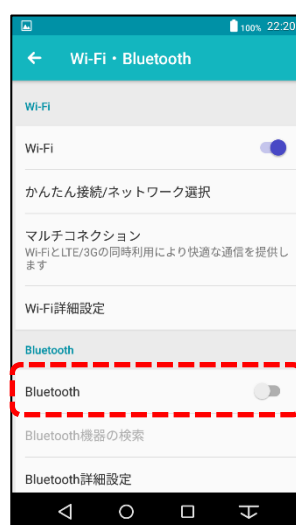 100% 22:20
Wi-Fi・Bluetooth
Wi-Fi
Wi-Fi
かんたん接続/ネットワーク選択
マルチコネクション
Wi-FiとLTE/3Gの同時利用により快適な通信を提供し
ます
Wi-Fi詳細設定
Bluetooth
Bluetooth
Bluetooth機器の検索
Bluetooth詳細設定